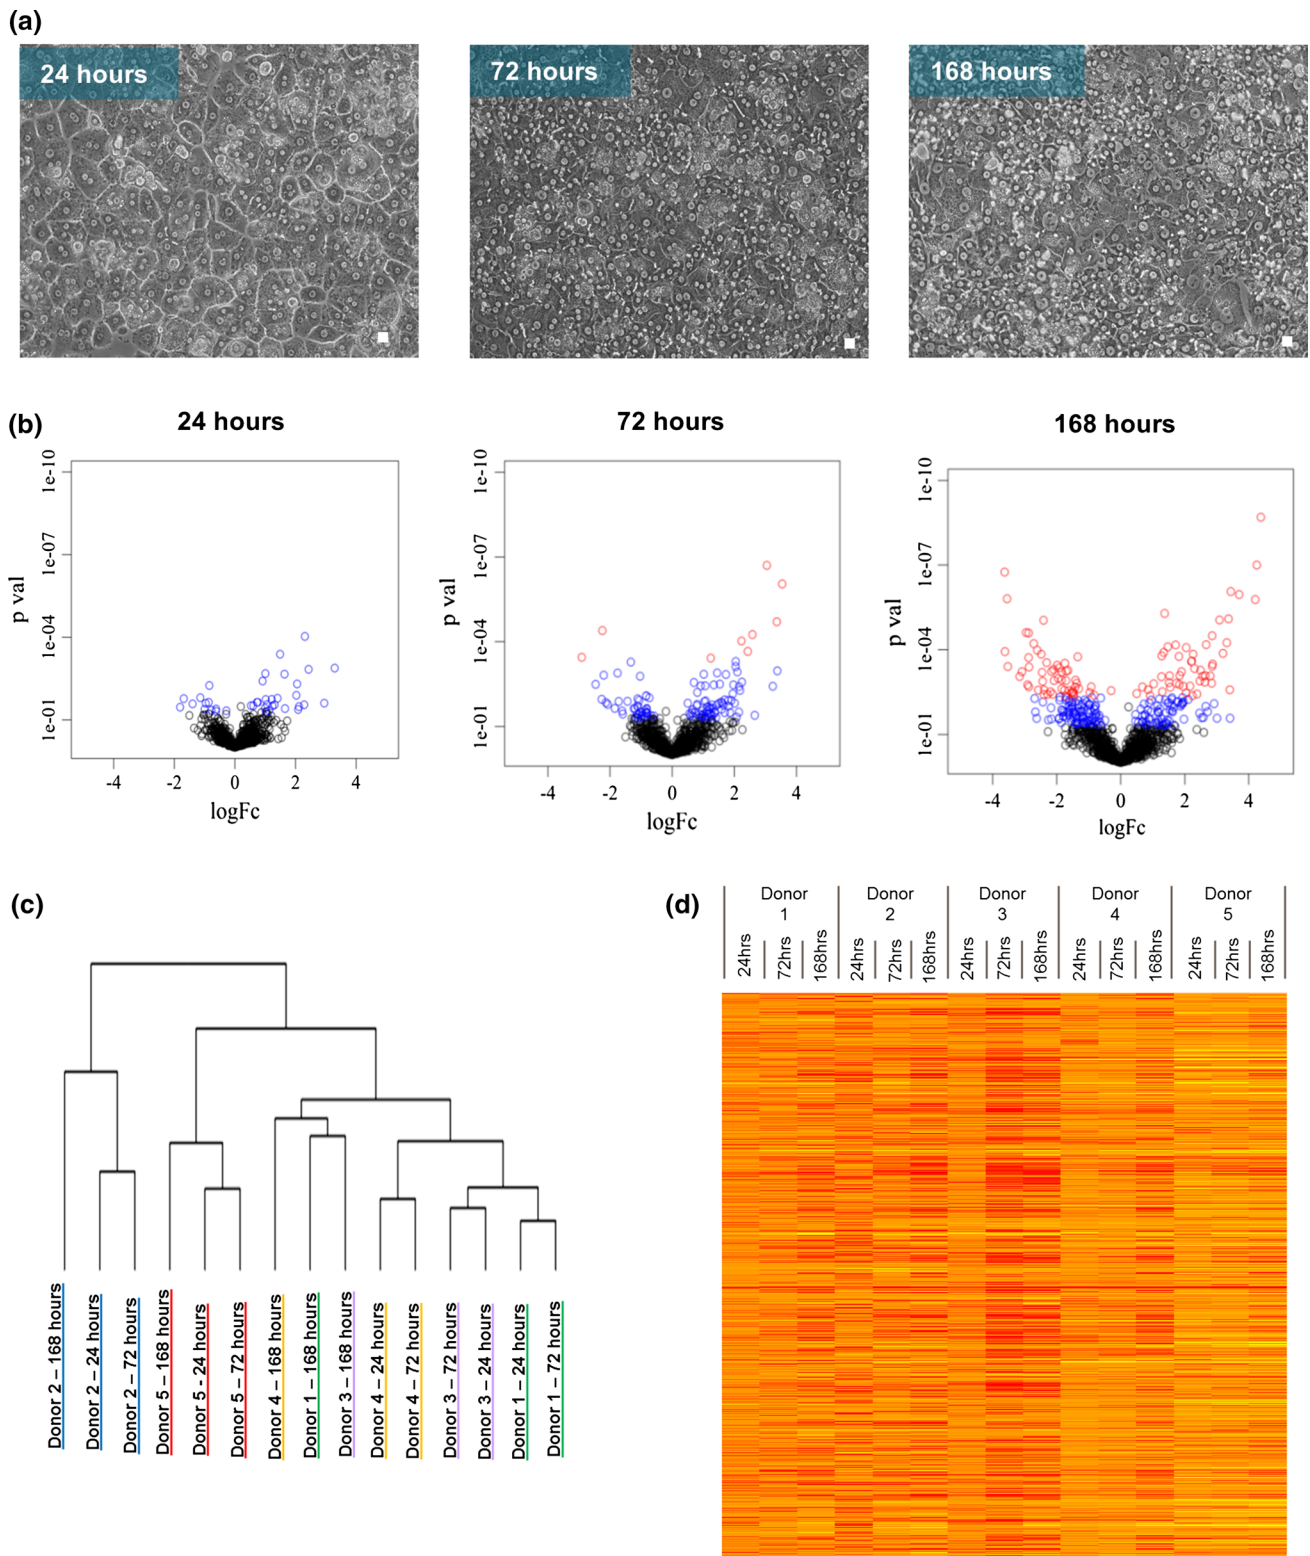 (a)
24 hours
72 hours
168 hours
(b)
24 hours
72 hours
168 hours
p val
1e-10
1e-07
1e-04
1e-01
-4 -2 0 2 4
logFc
p val
1e-10
1e-07
1e-04
1e-01
-4 -2 0 2 4
logFc
p val
1e-10
1e-07
1e-04
1e-01
-4 -2 0 2 4
logFc
(c)
Donor 2 – 168 hours
Donor 2 – 24 hours
Donor 2 – 72 hours
Donor 5 – 168 hours
Donor 5 - 24 hours
Donor 5 – 72 hours
Donor 4 – 168 hours
Donor 1 – 168 hours
Donor 3 – 168 hours
Donor 4 – 24 hours
Donor 4 – 72 hours
Donor 3 – 72 hours
Donor 3 – 24 hours
Donor 1 – 24 hours
Donor 1 – 72 hours
(d)
Donor
1
Donor
2
Donor
3
Donor
4
Donor
5
24hrs
72hrs
168hrs
24hrs
72hrs
168hrs
24hrs
72hrs
168hrs
24hrs
72hrs
168hrs
24hrs
72hrs
168hrs